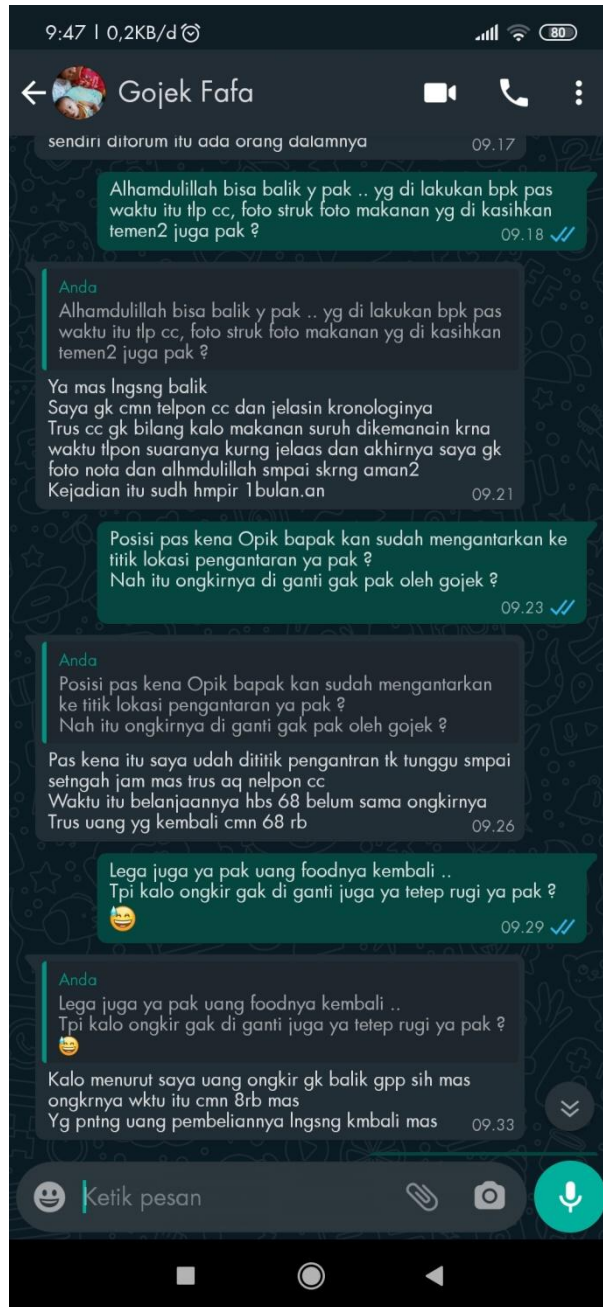 9:47 | 0,2KB/d
80
Gojek Fafa
sendiri diforum itu ada orang dalamnya
09.17
Alhamdulillah bisa balik y pak .. yg di lakukan bpk pas
waktu itu tlp cc, foto struk foto makanan yg di kasihkan
temen2 juga pak ?
09.18
Anda
Alhamdulillah bisa balik y pak .. yg di lakukan bpk pas
waktu itu tlp cc, foto struk foto makanan yg di kasihkan
temen2 juga pak ?
Ya mas lngsng balik
Saya gk cmn telpon cc dan jelasin kronologinya
Trus cc gk bilang kalo makanan suruh dikemanain krna
waktu tlpon suaranya kurng jelaas dan akhirnya saya gk
foto nota dan alhmdulillah smpai skrng aman2
Kejadian itu sudh hmpir 1bulan.an
09.21
Posisi pas kena Opik bapak kan sudah mengantarkan ke
titik lokasi pengantaran ya pak ?
Nah itu ongkirnya di ganti gak pak oleh gojek ?
09.23
Anda
Posisi pas kena Opik bapak kan sudah mengantarkan
ke titik lokasi pengantaran ya pak ?
Nah itu ongkirnya di ganti gak pak oleh gojek ?
Pas kena itu saya udah dititik pengantran tk tunggu smpai
setngah jam mas trus aq nelpon cc
Waktu itu belanjaannya hbs 68 belum sama ongkirnya
Trus uang yg kembali cmn 68 rb
09.26
Lega juga ya pak uang foodnya kembali ..
Tpi kalo ongkir gak di ganti juga ya tetep rugi ya pak ?
😅
09.29
Anda
Lega juga ya pak uang foodnya kembali ..
Tpi kalo ongkir gak di ganti juga ya tetep rugi ya pak ?
😅
Kalo menurut saya uang ongkir gk balik gpp sih mas
ongkrnya wktu itu cmn 8rb mas
Yg pntng uang pembeliannya lngsng kmbali mas
09.33
Ketik pesan